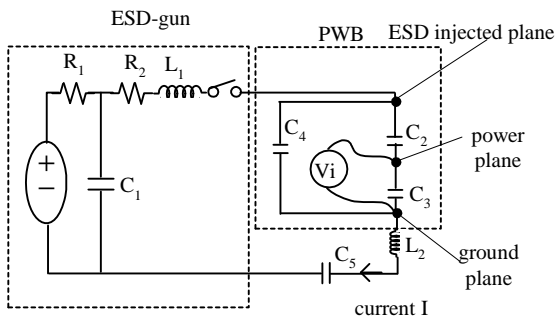 ESD-gun
PWB
ESD injected plane
R1
R2
L1
C4
C2
power
plane
+
−
C1
Vi
C3
C5
L2
ground
plane
current I